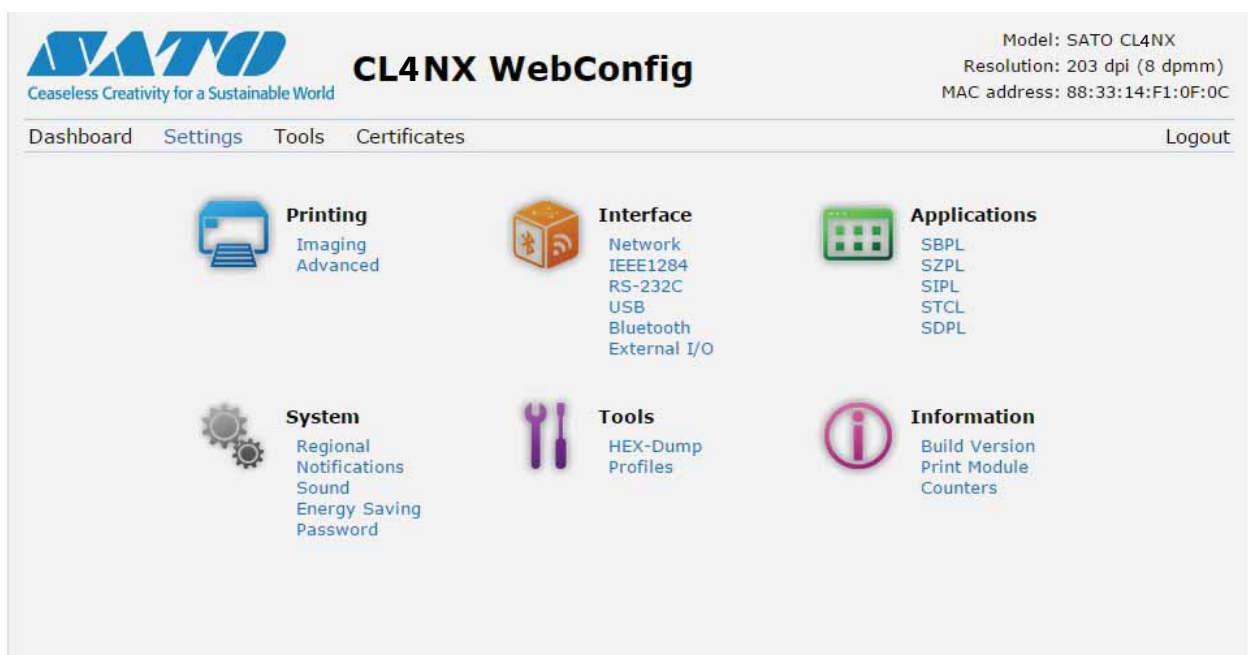 SATO
Ceaseless Creativity for a Sustainable World
CL4NX WebConfig
Model: SATO CL4NX
Resolution: 203 dpi (8 dpmm)
MAC address: 88:33:14:F1:0F:0C
Dashboard Settings Tools Certificates Logout
Printing
Imaging
Advanced
Interface
Network
IEEE1284
RS-232C
USB
Bluetooth
External I/O
Applications
SBPL
SZPL
SIPL
STCL
SDPL
System
Regional
Notifications
Sound
Energy Saving
Password
Tools
HEX-Dump
Profiles
Information
Build Version
Print Module
Counters